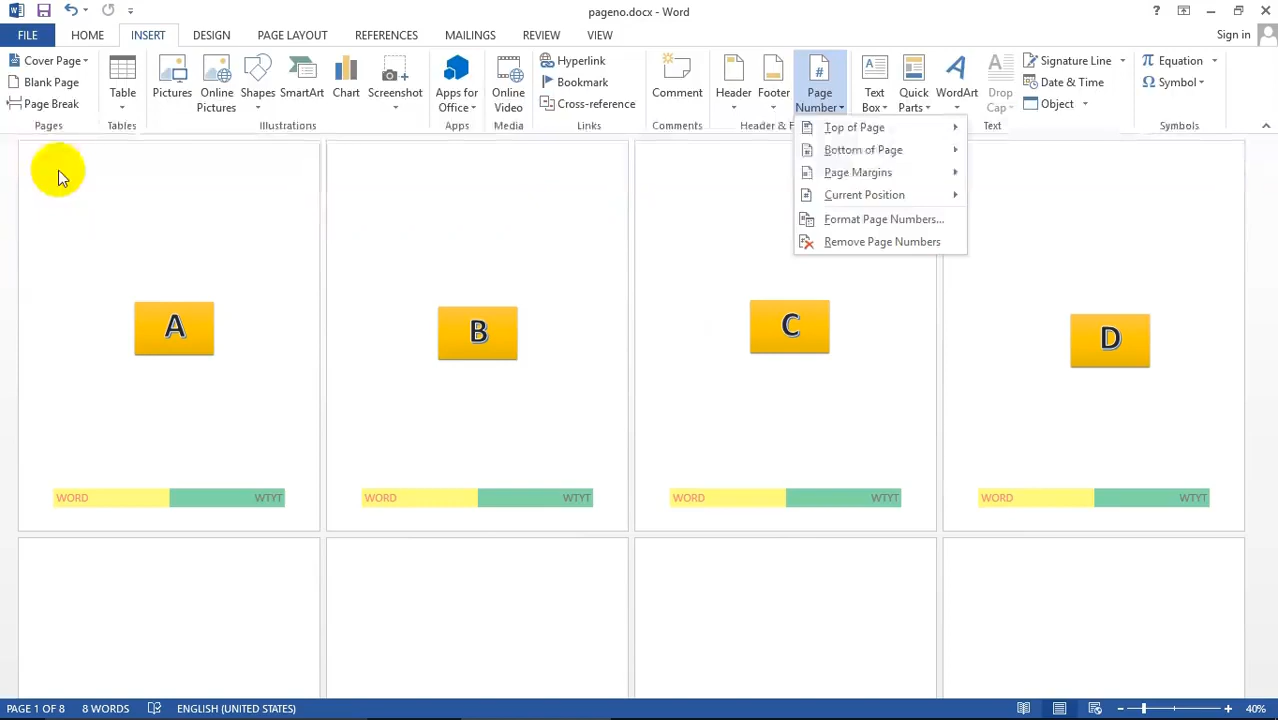 pageno.docx - Word
?
FILE HOME INSERT DESIGN PAGE LAYOUT REFERENCES MAILINGS REVIEW VIEW Sign in
Cover Page
Blank Page
Page Break
Pages
Table
Tables
Pictures
Online Pictures
Shapes
SmartArt
Chart
Screenshot
Illustrations
Apps for Office
Apps
Online Video
Media
Hyperlink
Bookmark
Cross-reference
Links
Comment
Comments
Header
Footer
Page Number
Header & F
Text Box
Quick Parts
WordArt
Drop Cap
Signature Line
Date & Time
Object
Text
Equation
Symbol
Symbols
Top of Page
Bottom of Page
Page Margins
Current Position
Format Page Numbers...
Remove Page Numbers
A
B
C
D
WORD WTYT
WORD WTYT
WORD WTYT
WORD WTYT
PAGE 1 OF 8 8 WORDS ENGLISH (UNITED STATES) 40%